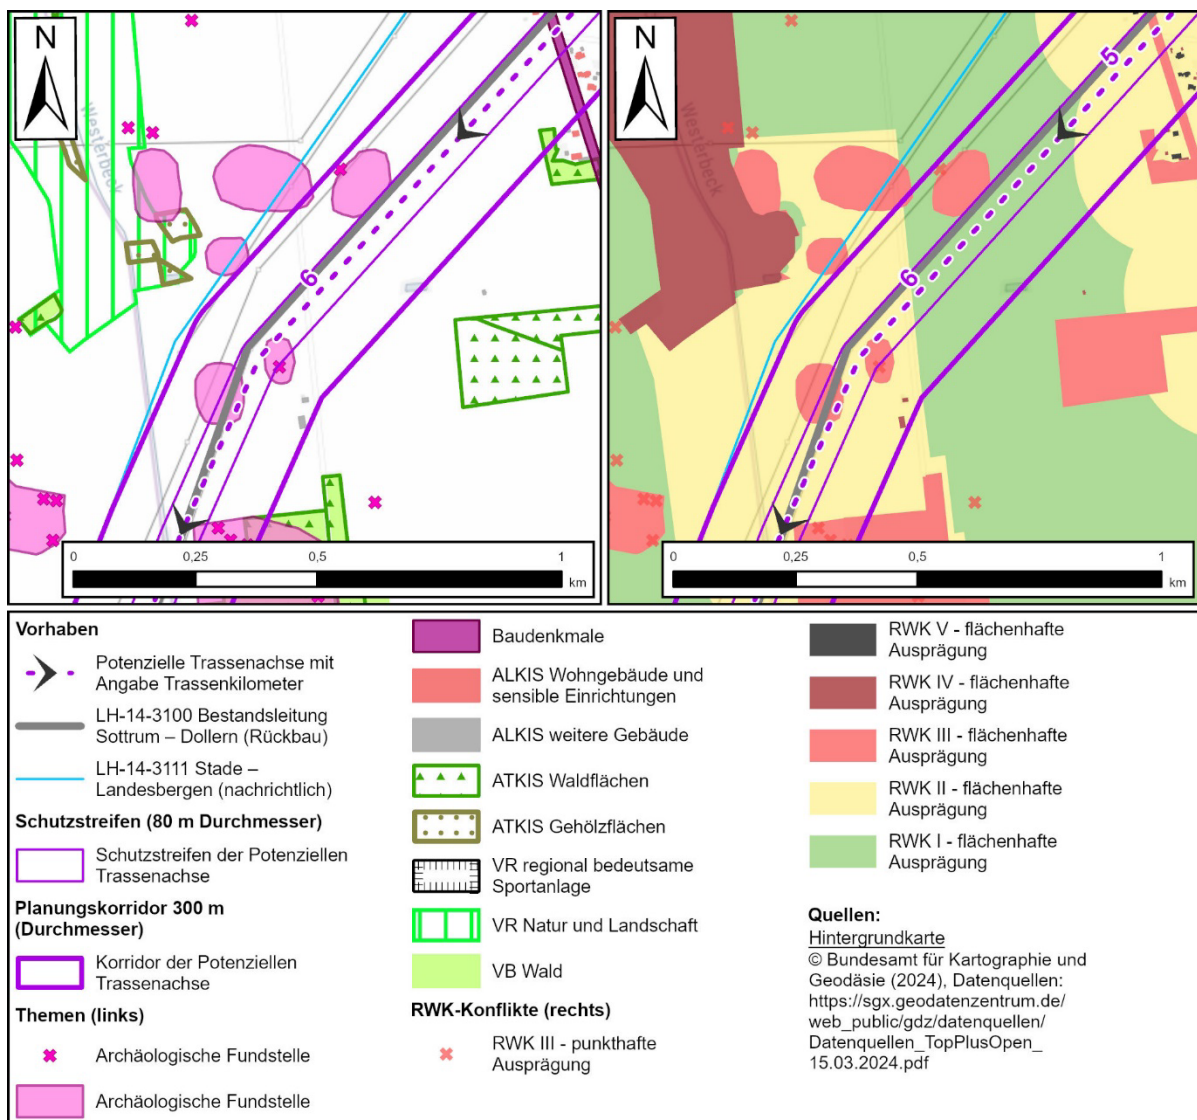 N
Westerbeck
6
0
0,25
0,5
1
km
N
Westerbeck
5
6
0
0,25
0,5
1
km
Vorhaben
Potenzielle Trassenachse mit
Angabe Trassenkilometer
LH-14-3100 Bestandsleitung
Sottrum – Dollern (Rückbau)
LH-14-3111 Stade –
Landesbergen (nachrichtlich)
Schutzstreifen (80 m Durchmesser)
Schutzstreifen der Potenziellen
Trassenachse
Planungskorridor 300 m
(Durchmesser)
Korridor der Potenziellen
Trassenachse
Themen (links)
Archäologische Fundstelle
Archäologische Fundstelle
Baudenkmale
ALKIS Wohngebäude und
sensible Einrichtungen
ALKIS weitere Gebäude
ATKIS Waldflächen
ATKIS Gehölzflächen
VR regional bedeutsame
Sportanlage
VR Natur und Landschaft
VB Wald
RWK-Konflikte (rechts)
RWK III - punkthafte
Ausprägung
RWK V - flächenhafte
Ausprägung
RWK IV - flächenhafte
Ausprägung
RWK III - flächenhafte
Ausprägung
RWK II - flächenhafte
Ausprägung
RWK I - flächenhafte
Ausprägung
Quellen:
Hintergrundkarte
© Bundesamt für Kartographie und
Geodäsie (2024), Datenquellen:
https://sgx.geodatenzentrum.de/
web_public/gdz/datenquellen/
Datenquellen_TopPlusOpen_
15.03.2024.pdf